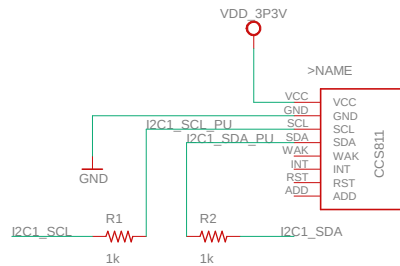 VDD_3P3V
>NAME
VCC VCC
GND GND
I2C1_SCL_PU SCL SCL
I2C1_SDA_PU SDA SDA
WAK WAK
INT INT
RST RST
ADD ADD
CCS811
GND
R1 R2
I2C1_SCL I2C1_SDA
1k 1k